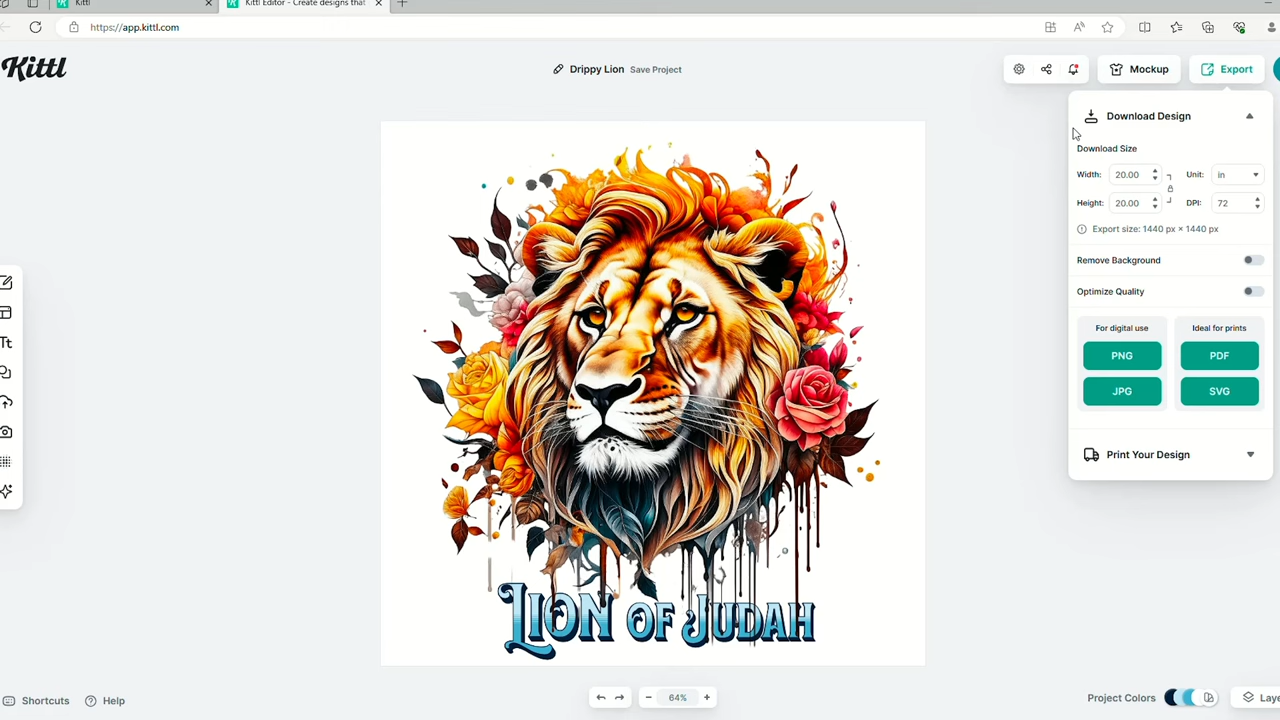 Kittl
Kittl Editor - Create designs that
https://app.kittl.com
Kittl
Drippy Lion Save Project
Mockup
Export
Download Design
Download Size
Width: 20.00 Unit: in
Height: 20.00 DPI: 72
Export size: 1440 px × 1440 px
Remove Background
Optimize Quality
For digital use Ideal for prints
PNG PDF
JPG SVG
Print Your Design
Tt
LION OF JUDAH
Shortcuts Help
64%
Project Colors
Laye